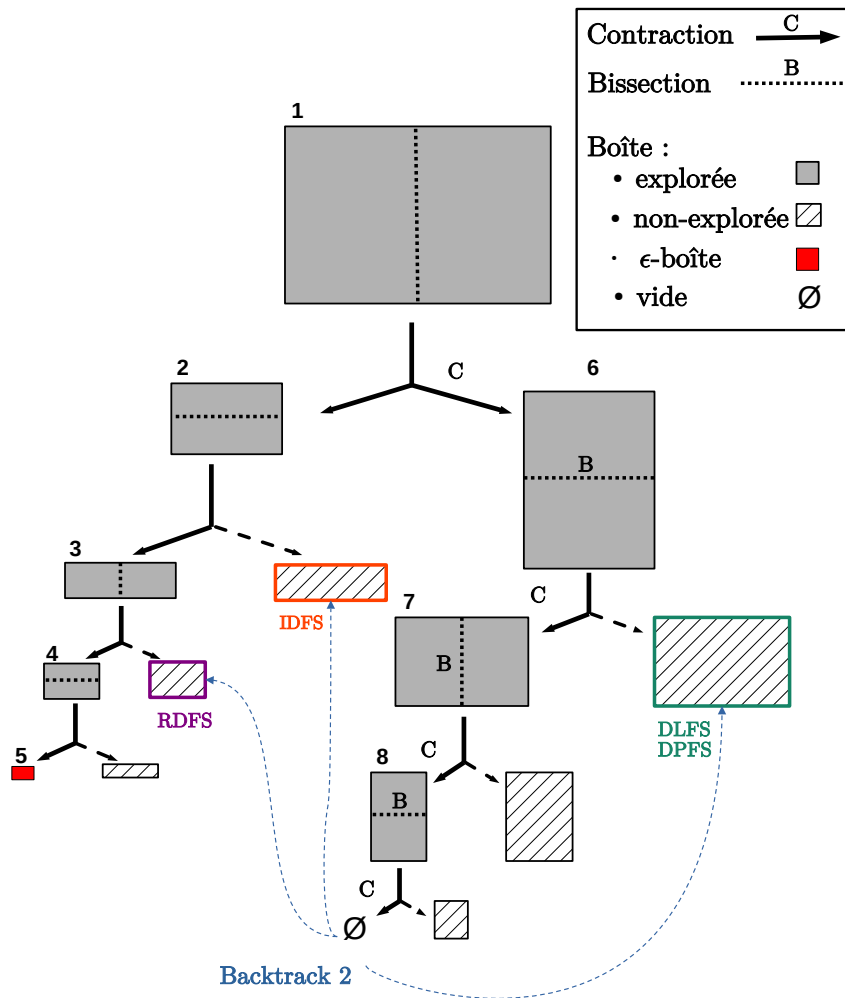 C
Contraction
B
Bissection
Boîte :
• explorée
• non-explorée
· ϵ-boîte
• vide Ø
1
2
C
6
B
3
C
7
IDFS
4
B
RDFS
DLFS
DPFS
5
C
8
B
C
Ø
Backtrack 2